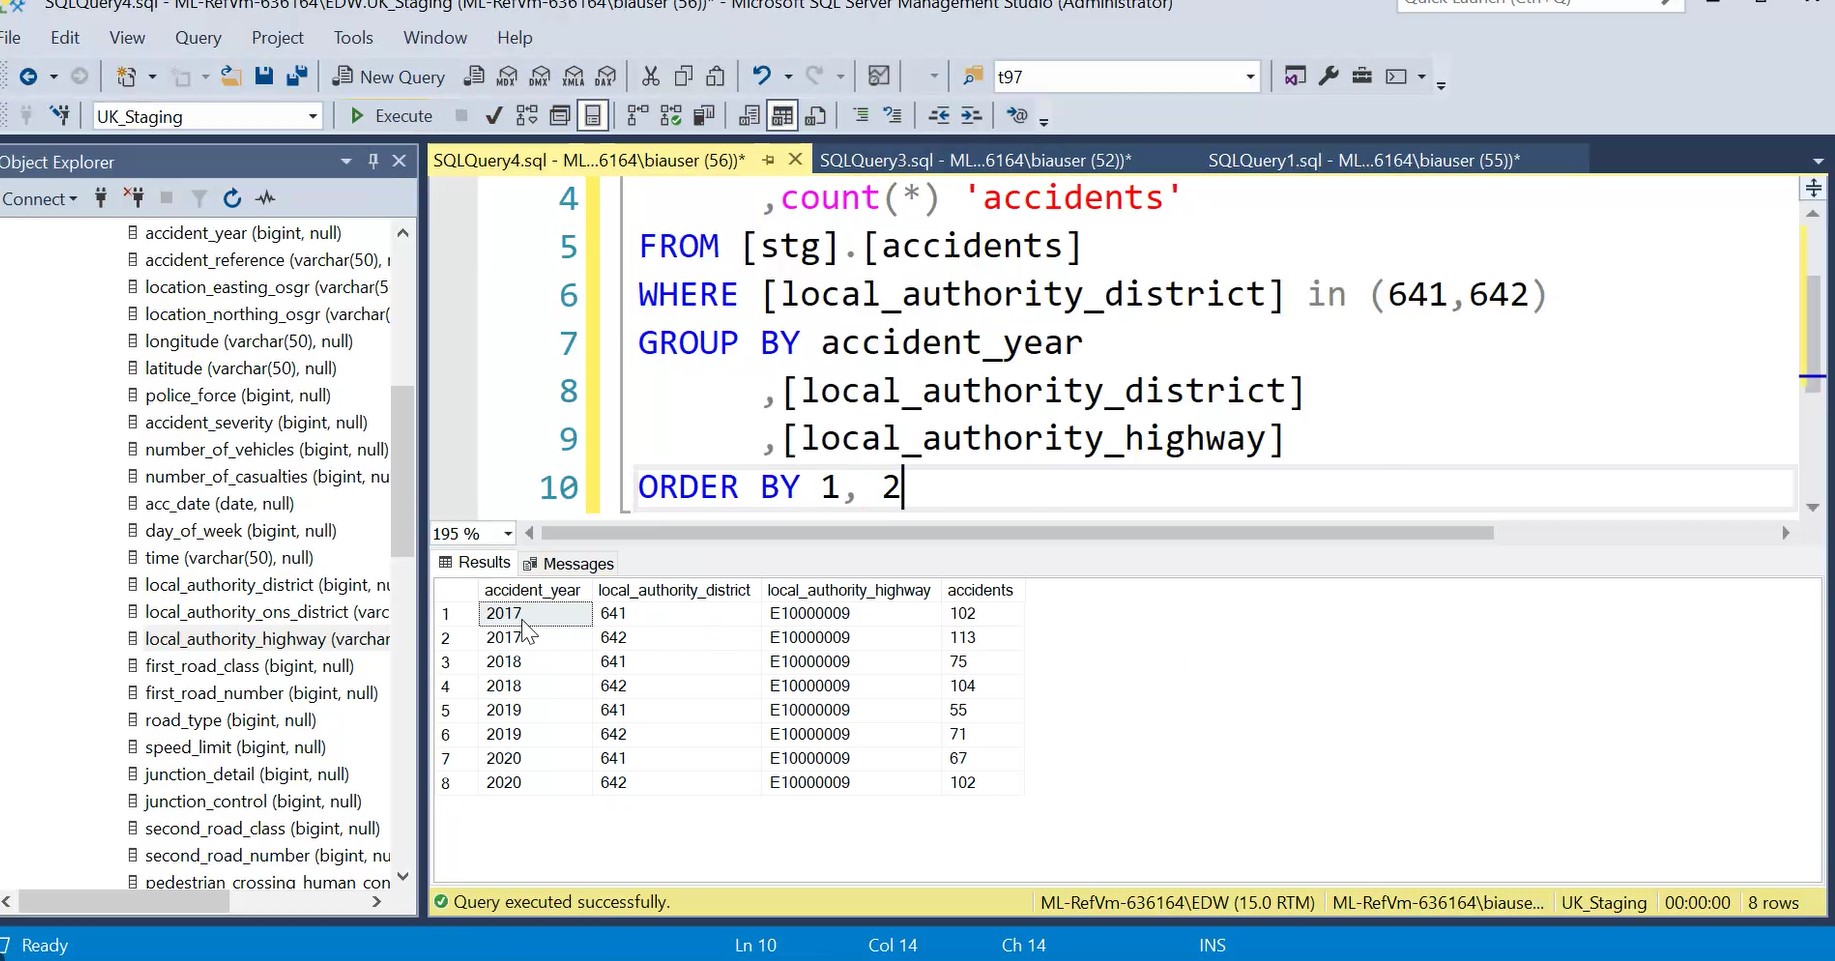 SQLQuery4.sql - ML-RefVm-636164\EDW.UK_Staging (ML-RefVm-636164\biauser (56))* - Microsoft SQL Server Management Studio (Administrator)
Quick Launch (Ctrl+Q)
File Edit View Query Project Tools Window Help
New Query MDX DMX XMLA DAX t97
UK_Staging Execute
Object Explorer
SQLQuery4.sql - ML...6164\biauser (56))* SQLQuery3.sql - ML...6164\biauser (52))* SQLQuery1.sql - ML...6164\biauser (55))*
Connect
accident_year (bigint, null)
accident_reference (varchar(50),
location_easting_osgr (varchar(5
location_northing_osgr (varchar(
longitude (varchar(50), null)
latitude (varchar(50), null)
police_force (bigint, null)
accident_severity (bigint, null)
number_of_vehicles (bigint, null)
number_of_casualties (bigint, nu
acc_date (date, null)
day_of_week (bigint, null)
time (varchar(50), null)
local_authority_district (bigint, nu
local_authority_ons_district (varc
local_authority_highway (varchar
first_road_class (bigint, null)
first_road_number (bigint, null)
road_type (bigint, null)
speed_limit (bigint, null)
junction_detail (bigint, null)
junction_control (bigint, null)
second_road_class (bigint, null)
second_road_number (bigint, nu
pedestrian_crossing_human_con
4 ,count(*) 'accidents'
5 FROM [stg].[accidents]
6 WHERE [local_authority_district] in (641,642)
7 GROUP BY accident_year
8 ,[local_authority_district]
9 ,[local_authority_highway]
10 ORDER BY 1, 2
195 %
Results Messages
accident_year local_authority_district local_authority_highway accidents
1 2017 641 E10000009 102
2 2017 642 E10000009 113
3 2018 641 E10000009 75
4 2018 642 E10000009 104
5 2019 641 E10000009 55
6 2019 642 E10000009 71
7 2020 641 E10000009 67
8 2020 642 E10000009 102
Query executed successfully. ML-RefVm-636164\EDW (15.0 RTM) ML-RefVm-636164\biause... UK_Staging 00:00:00 8 rows
Ready Ln 10 Col 14 Ch 14 INS